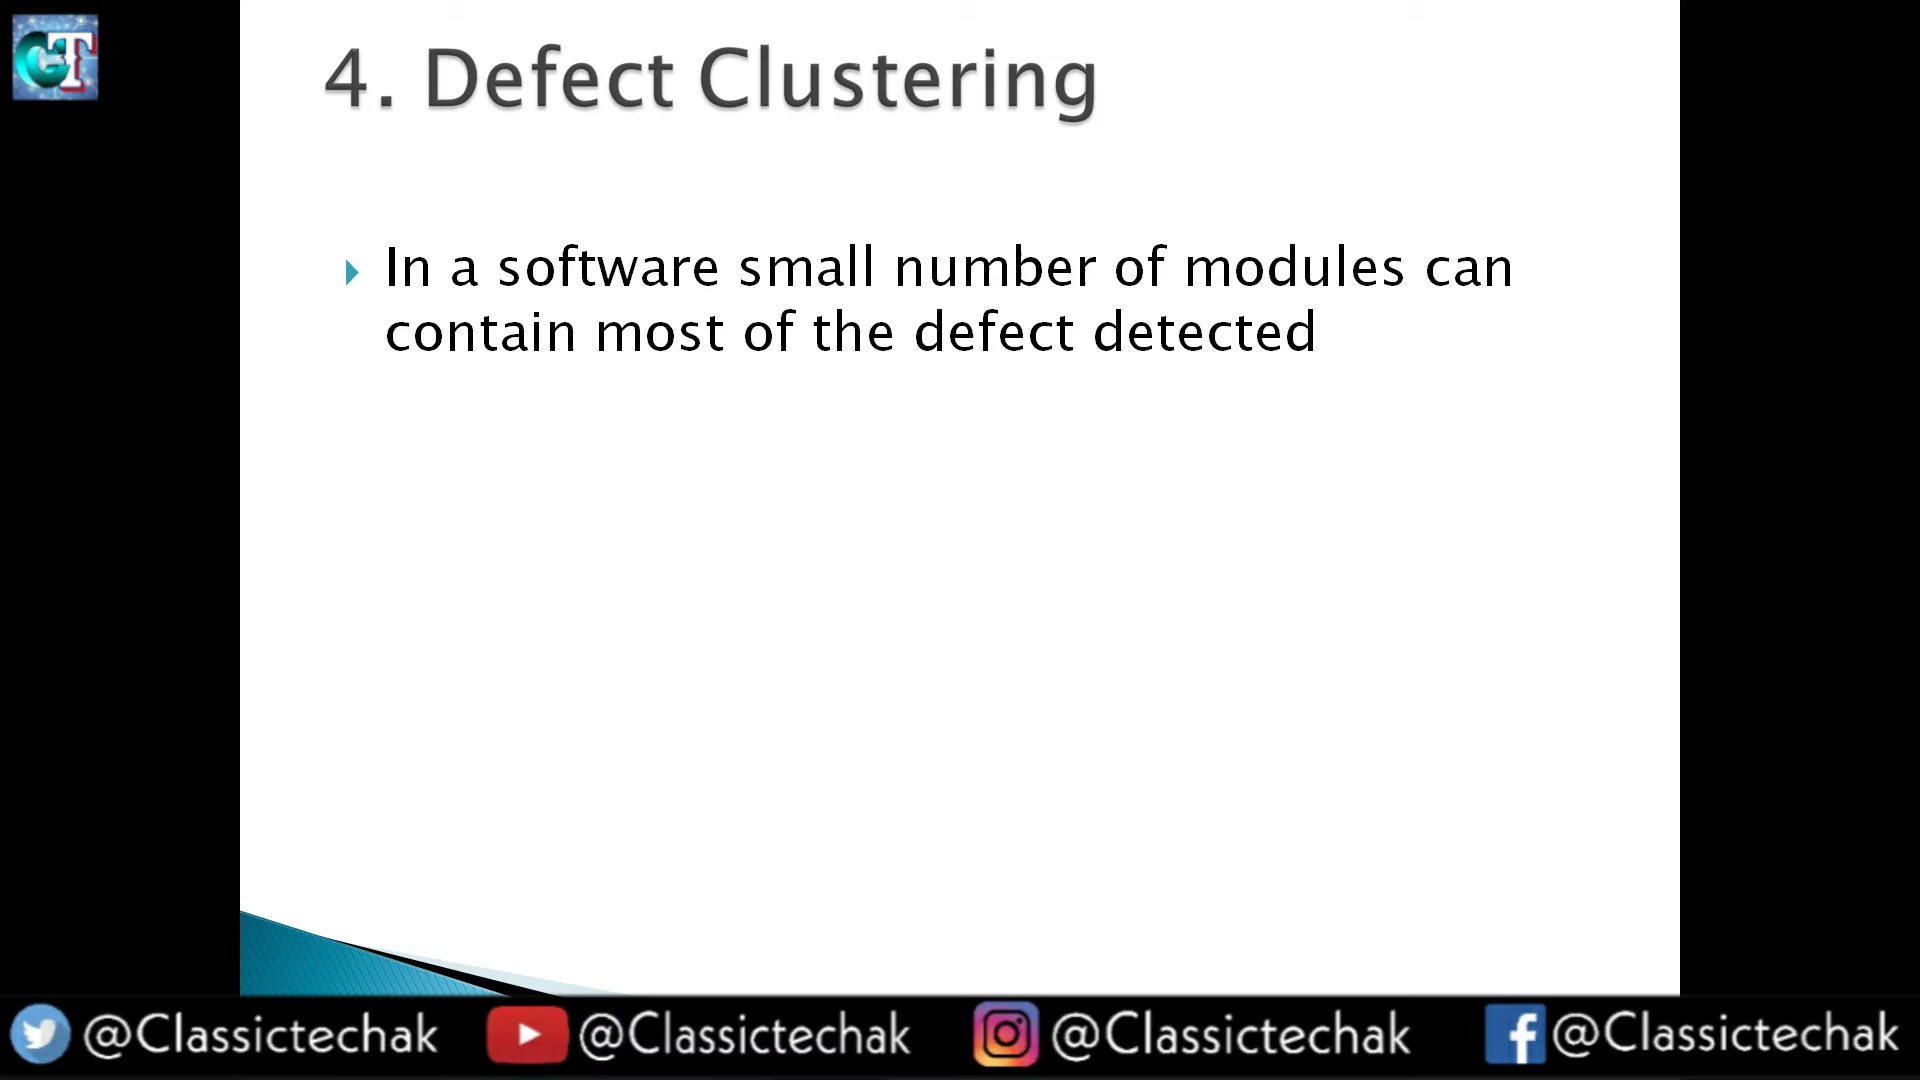 CT
4. Defect Clustering
In a software small number of modules can
contain most of the defect detected
@Classictechak @Classictechak @Classictechak @Classictechak